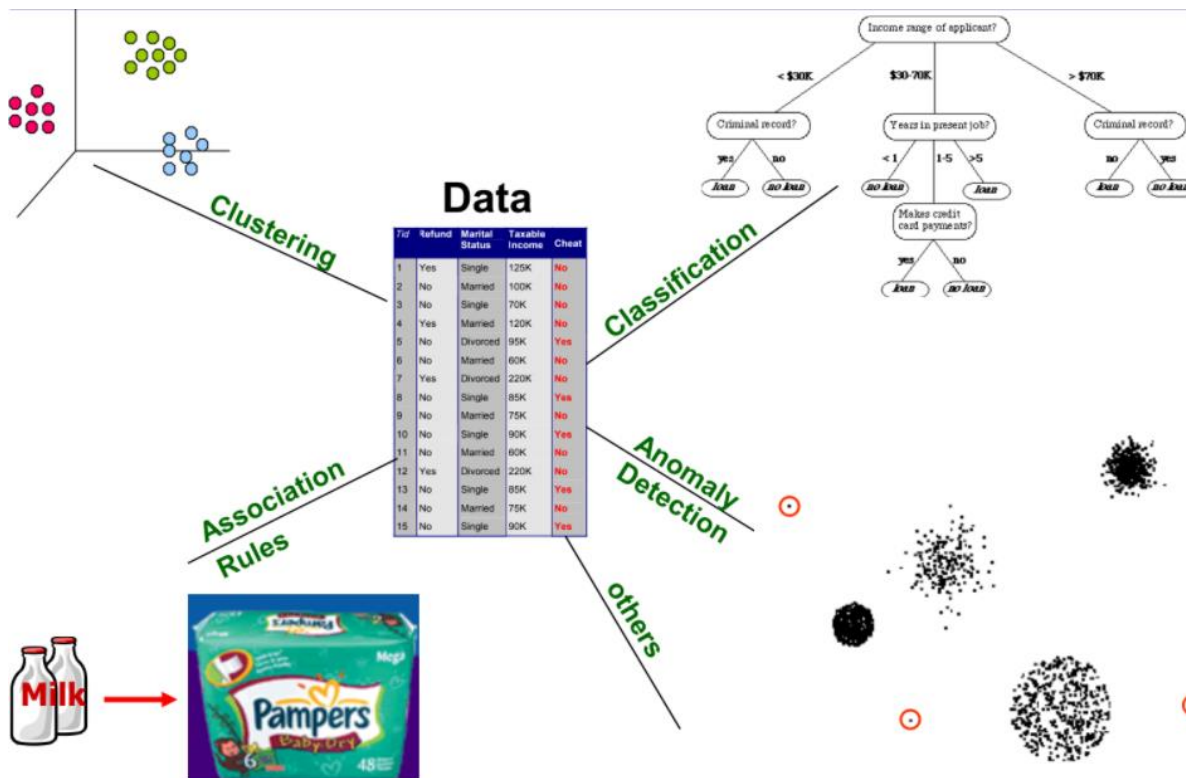 Income range of applicant?
< $30K
$30-70K
> $70K
Criminal record?
Years in present job?
Criminal record?
yes
no
< 1
1-5
>5
no
yes
loan
no loan
no loan
loan
loan
no loan
Makes credit
card payments?
yes
no
loan
no loan
Clustering
Data
Classification
Tid Refund Marital Status Taxable Income Cheat
1 Yes Single 125K No
2 No Married 100K No
3 No Single 70K No
4 Yes Married 120K No
5 No Divorced 95K Yes
6 No Married 60K No
7 Yes Divorced 220K No
8 No Single 85K Yes
9 No Married 75K No
10 No Single 90K Yes
11 No Married 60K No
12 Yes Divorced 220K No
13 No Single 85K Yes
14 No Married 75K No
15 No Single 90K Yes
Association
Rules
Anomaly
Detection
others
Milk
Pampers
Mega
Pampers
Baby Dry
6
48